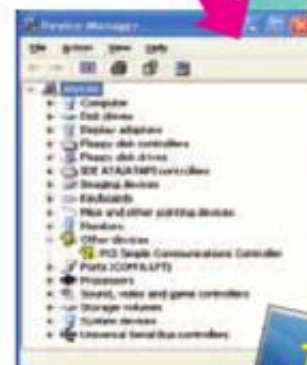 Device Manager
File Action View Help
Computer
Disk drives
Display adapters
Floppy disk controllers
Floppy disk drives
IDE ATA/ATAPI controllers
Imaging devices
Keyboards
Mice and other pointing devices
Monitors
Other devices
PCI Simple Communications Controller
Ports (COM & LPT)
Processors
Sound, video and game controllers
Storage volumes
System devices
Universal Serial Bus controllers